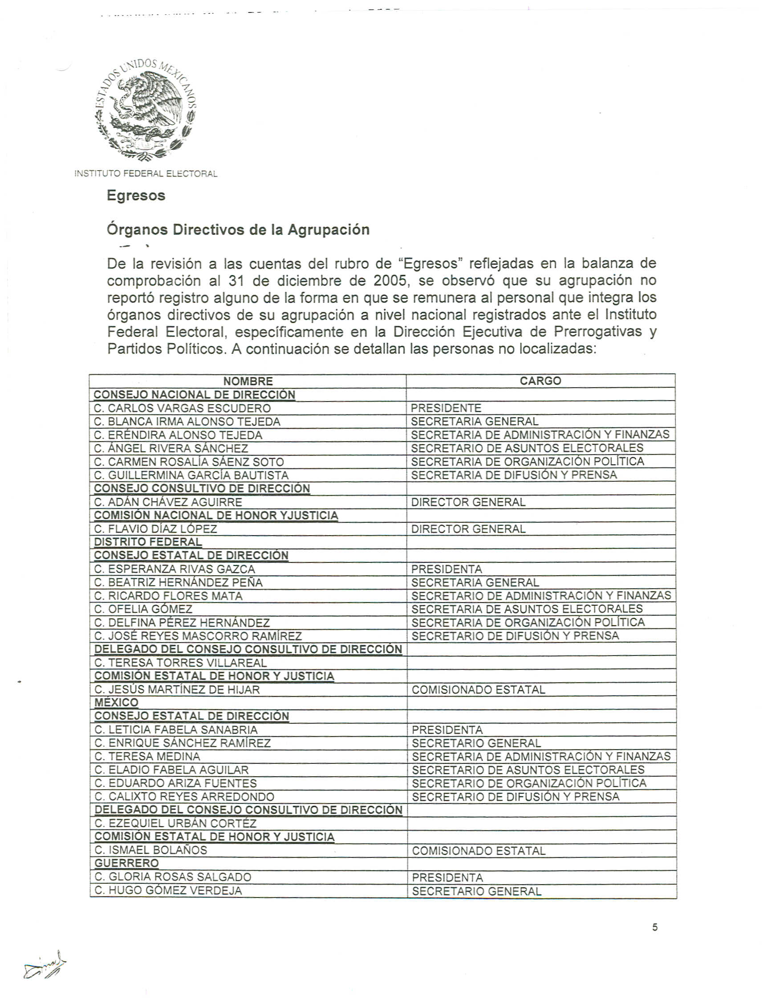 ESTADOS UNIDOS MEXICANOS
INSTITUTO FEDERAL ELECTORAL
Egresos
Órganos Directivos de la Agrupación
De la revisión a las cuentas del rubro de “Egresos” reflejadas en la balanza de
comprobación al 31 de diciembre de 2005, se observó que su agrupación no
reportó registro alguno de la forma en que se remunera al personal que integra los
órganos directivos de su agrupación a nivel nacional registrados ante el Instituto
Federal Electoral, específicamente en la Dirección Ejecutiva de Prerrogativas y
Partidos Políticos. A continuación se detallan las personas no localizadas:
NOMBRE CARGO
CONSEJO NACIONAL DE DIRECCIÓN
C. CARLOS VARGAS ESCUDERO PRESIDENTE
C. BLANCA IRMA ALONSO TEJEDA SECRETARIA GENERAL
C. ERÉNDIRA ALONSO TEJEDA SECRETARIA DE ADMINISTRACIÓN Y FINANZAS
C. ÁNGEL RIVERA SÁNCHEZ SECRETARIO DE ASUNTOS ELECTORALES
C. CARMEN ROSALÍA SÁENZ SOTO SECRETARIA DE ORGANIZACIÓN POLÍTICA
C. GUILLERMINA GARCÍA BAUTISTA SECRETARIA DE DIFUSIÓN Y PRENSA
CONSEJO CONSULTIVO DE DIRECCIÓN
C. ADÁN CHÁVEZ AGUIRRE DIRECTOR GENERAL
COMISIÓN NACIONAL DE HONOR YJUSTICIA
C. FLAVIO DÍAZ LÓPEZ DIRECTOR GENERAL
DISTRITO FEDERAL
CONSEJO ESTATAL DE DIRECCIÓN
C. ESPERANZA RIVAS GAZCA PRESIDENTA
C. BEATRIZ HERNÁNDEZ PEÑA SECRETARIA GENERAL
C. RICARDO FLORES MATA SECRETARIO DE ADMINISTRACIÓN Y FINANZAS
C. OFELIA GÓMEZ SECRETARIA DE ASUNTOS ELECTORALES
C. DELFINA PÉREZ HERNÁNDEZ SECRETARIA DE ORGANIZACIÓN POLÍTICA
C. JOSÉ REYES MASCORRO RAMÍREZ SECRETARIO DE DIFUSIÓN Y PRENSA
DELEGADO DEL CONSEJO CONSULTIVO DE DIRECCIÓN
C. TERESA TORRES VILLAREAL
COMISIÓN ESTATAL DE HONOR Y JUSTICIA
C. JESÚS MARTÍNEZ DE HIJAR COMISIONADO ESTATAL
MÉXICO
CONSEJO ESTATAL DE DIRECCIÓN
C. LETICIA FABELA SANABRIA PRESIDENTA
C. ENRIQUE SÁNCHEZ RAMÍREZ SECRETARIO GENERAL
C. TERESA MEDINA SECRETARIA DE ADMINISTRACIÓN Y FINANZAS
C. ELADIO FABELA AGUILAR SECRETARIO DE ASUNTOS ELECTORALES
C. EDUARDO ARIZA FUENTES SECRETARIO DE ORGANIZACIÓN POLÍTICA
C. CALIXTO REYES ARREDONDO SECRETARIO DE DIFUSIÓN Y PRENSA
DELEGADO DEL CONSEJO CONSULTIVO DE DIRECCIÓN
C. EZEQUIEL URBÁN CORTÉZ
COMISIÓN ESTATAL DE HONOR Y JUSTICIA
C. ISMAEL BOLAÑOS COMISIONADO ESTATAL
GUERRERO
C. GLORIA ROSAS SALGADO PRESIDENTA
C. HUGO GÓMEZ VERDEJA SECRETARIO GENERAL
5